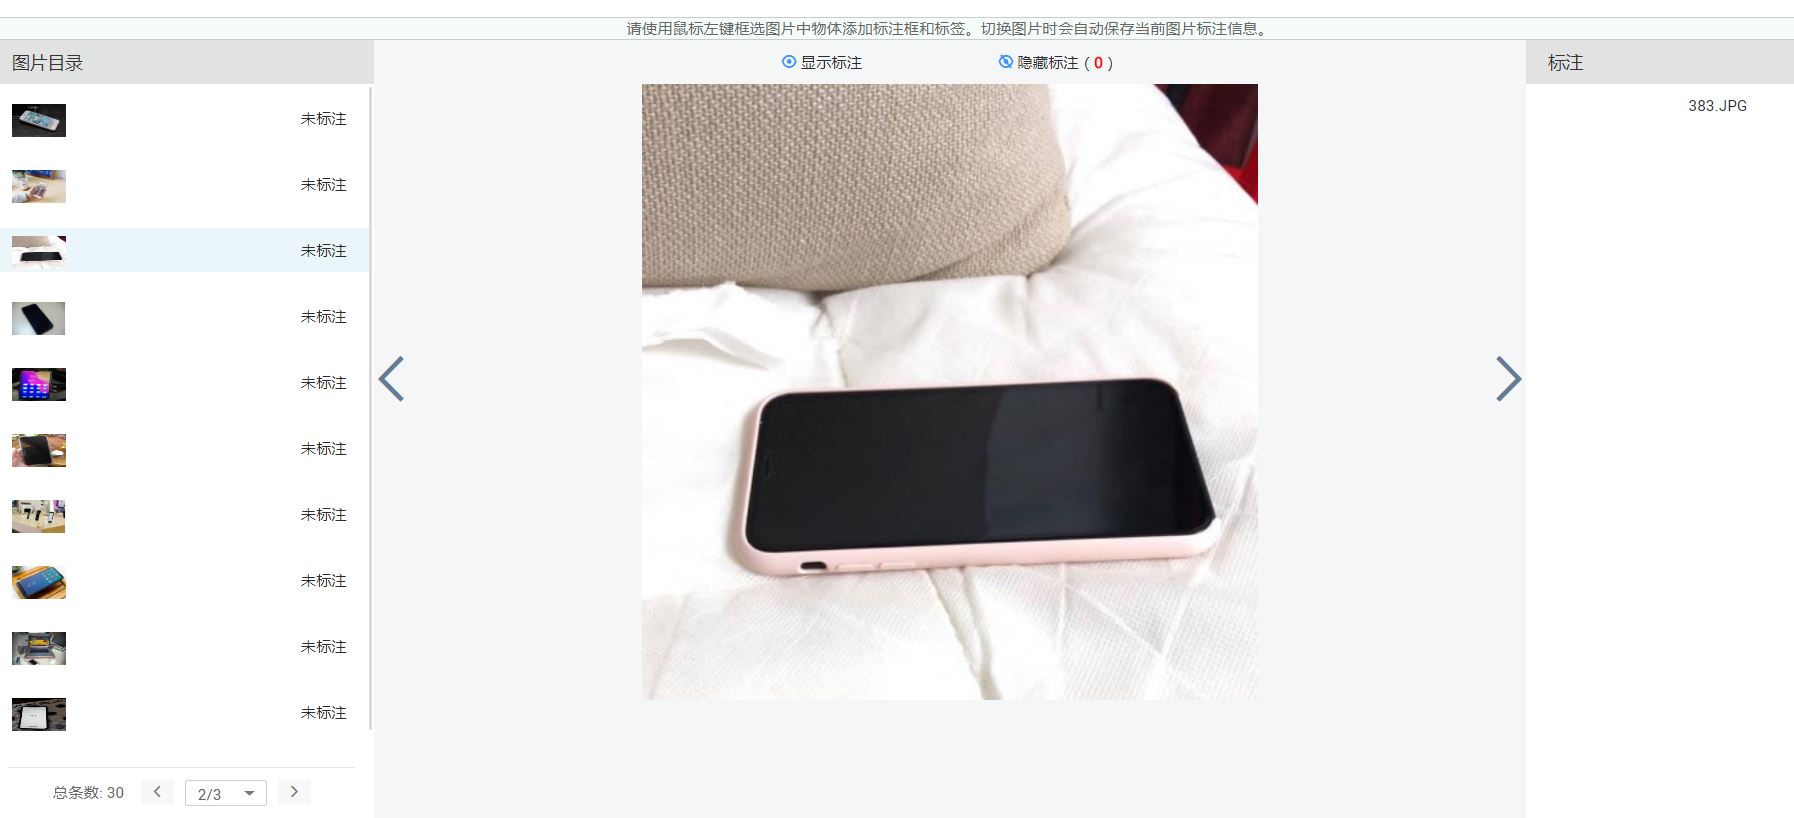 请使用鼠标左键框选图片中物体添加标注框和标签。切换图片时会自动保存当前图片标注信息。
图片目录
显示标注
隐藏标注 ( 0 )
标注
383.JPG
未标注
未标注
未标注
未标注
未标注
未标注
未标注
未标注
未标注
未标注
总条数: 30
2/3